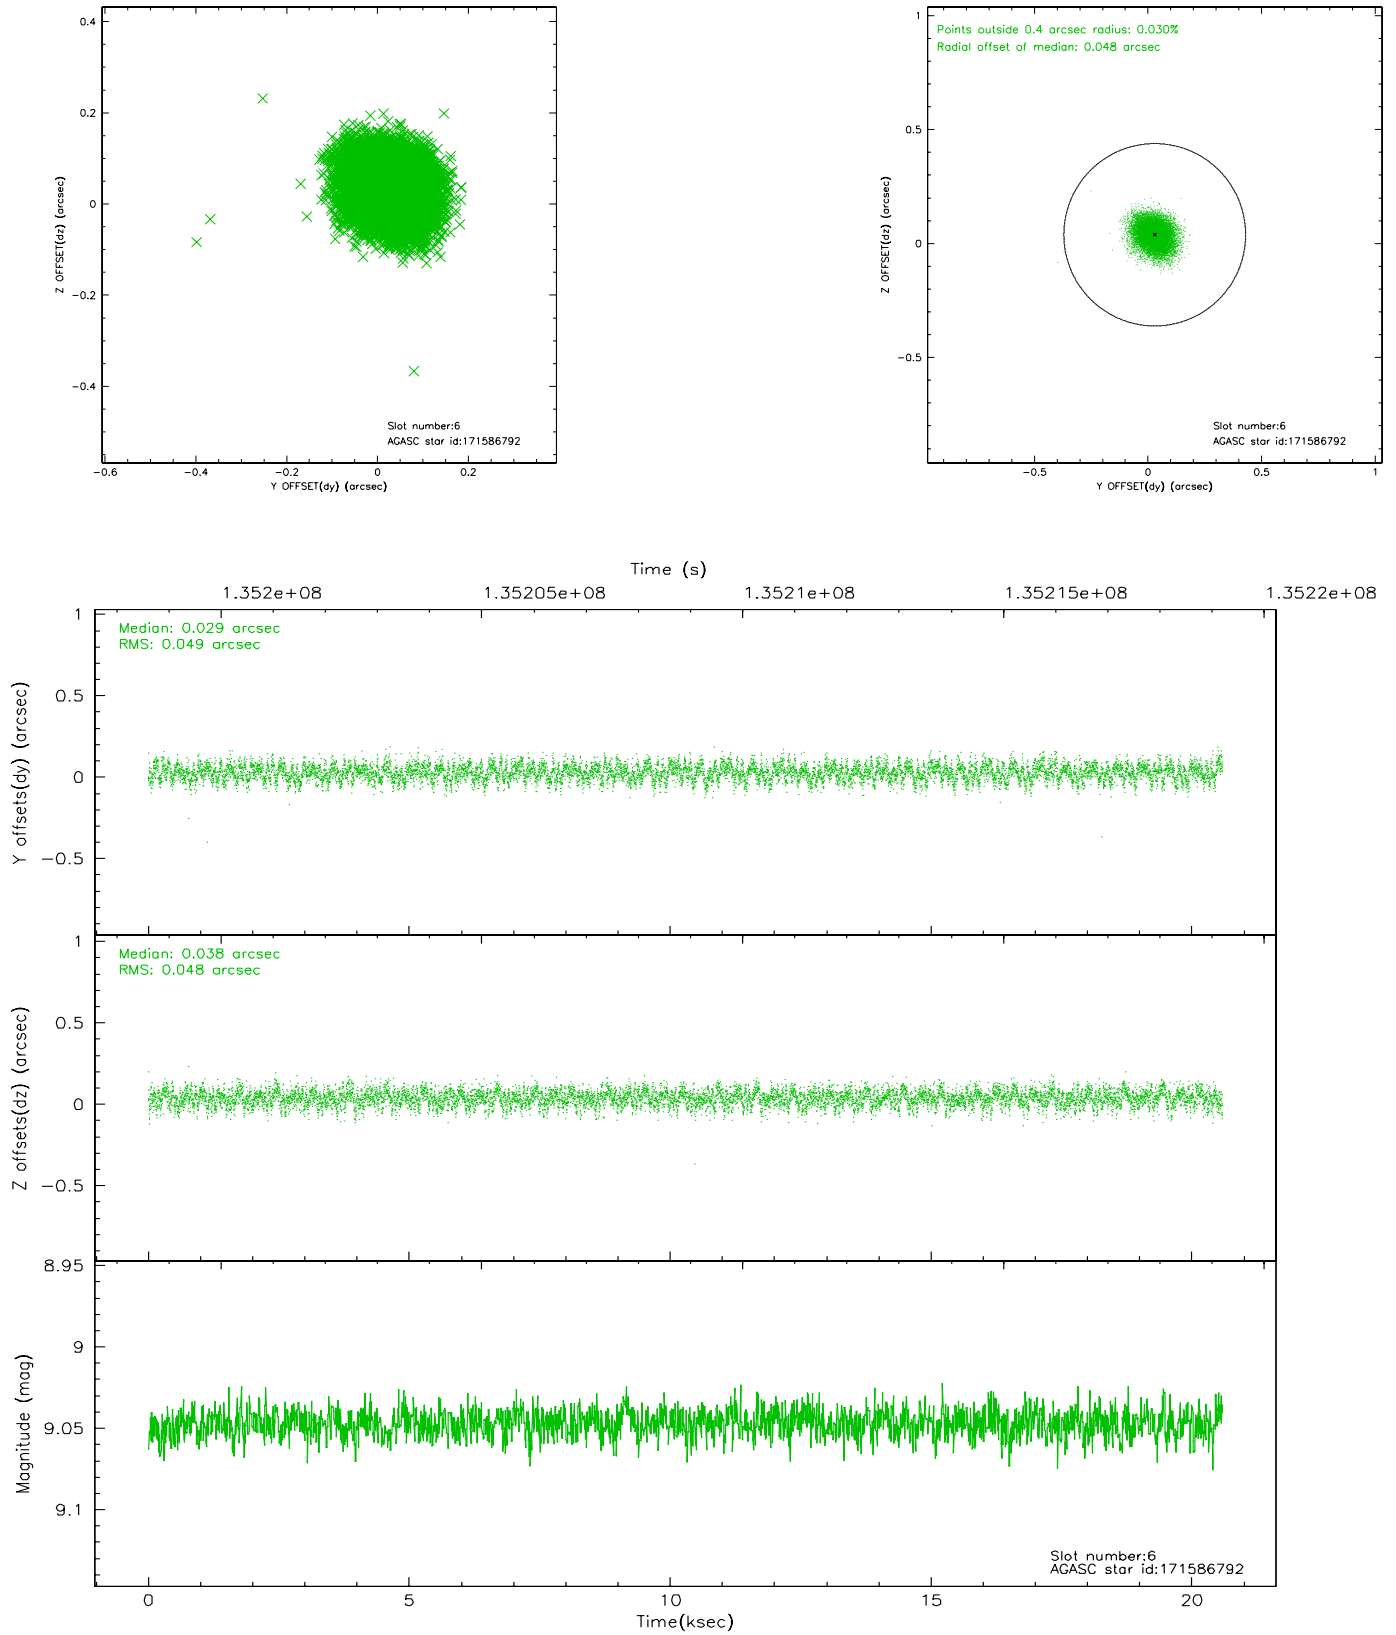 0.4
0.2
0
-0.2
-0.4
Z OFFSET(dz) (arcsec)
Slot number:6
AGASC star id:171586792
-0.6 -0.4 -0.2 0 0.2
Y OFFSET(dy) (arcsec)
Points outside 0.4 arcsec radius: 0.030%
Radial offset of median: 0.048 arcsec
1
0.5
0
-0.5
Z OFFSET(dz) (arcsec)
Slot number:6
AGASC star id:171586792
-0.5 0 0.5 1
Y OFFSET(dy) (arcsec)
Time (s)
1.352e+08 1.35205e+08 1.3521e+08 1.35215e+08 1.3522e+08
Median: 0.029 arcsec
RMS: 0.049 arcsec
1
0.5
0
-0.5
Y offsets(dy) (arcsec)
Median: 0.038 arcsec
RMS: 0.048 arcsec
1
0.5
0
-0.5
Z offsets(dz) (arcsec)
8.95
9
9.05
9.1
Magnitude (mag)
Slot number:6
AGASC star id:171586792
0 5 10 15 20
Time(ksec)